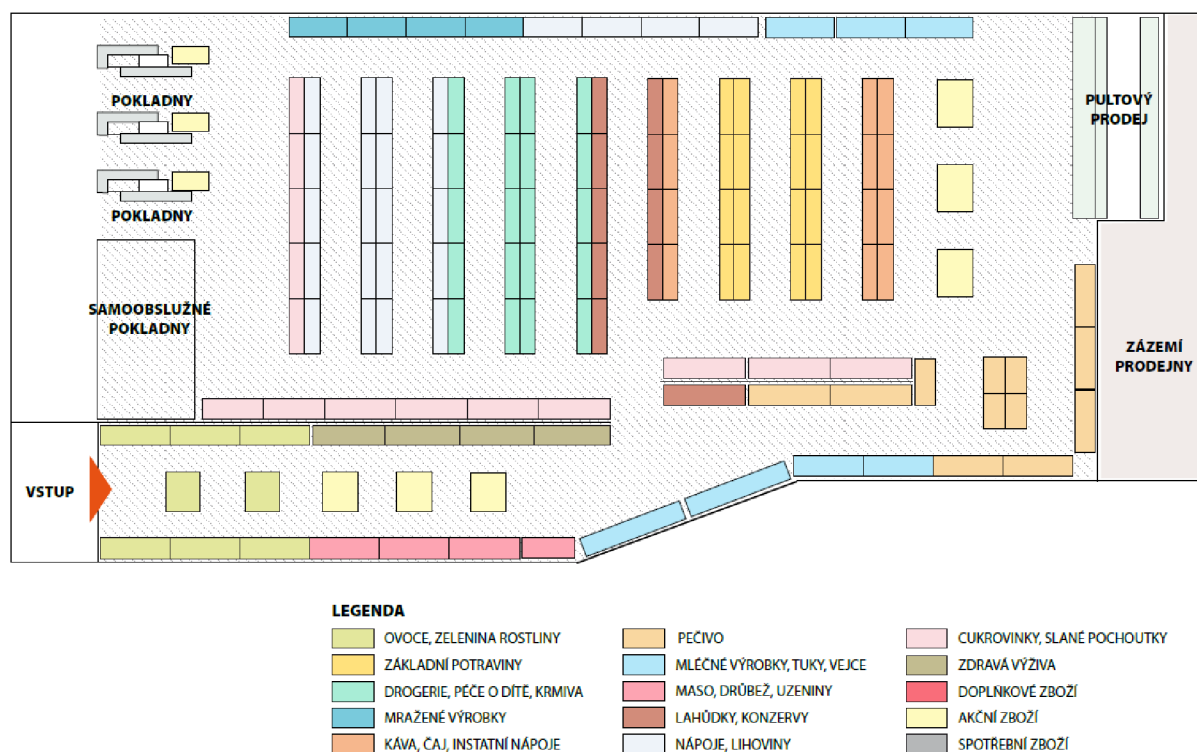 POKLADNY
PULTOVÝ
PRODEJ
POKLADNY
SAMOOBSLUŽNÉ
POKLADNY
ZÁZEMÍ
PRODEJNY
VSTUP
LEGENDA
OVOCE, ZELENINA ROSTLINY
ZÁKLADNÍ POTRAVINY
DROGERIE, PÉČE O DÍTĚ, KRMIVA
MRAŽENÉ VÝROBKY
KÁVA, ČAJ, INSTATNÍ NÁPOJE
PEČIVO
MLÉČNÉ VÝROBKY, TUKY, VEJCE
MASO, DRŮBEŽ, UZENINY
LAHŮDKY, KONZERVY
NÁPOJE, LIHOVINY
CUKROVINKY, SLANÉ POCHOUTKY
ZDRAVÁ VÝŽIVA
DOPLŇKOVÉ ZBOŽÍ
AKČNÍ ZBOŽÍ
SPOTŘEBNÍ ZBOŽÍ